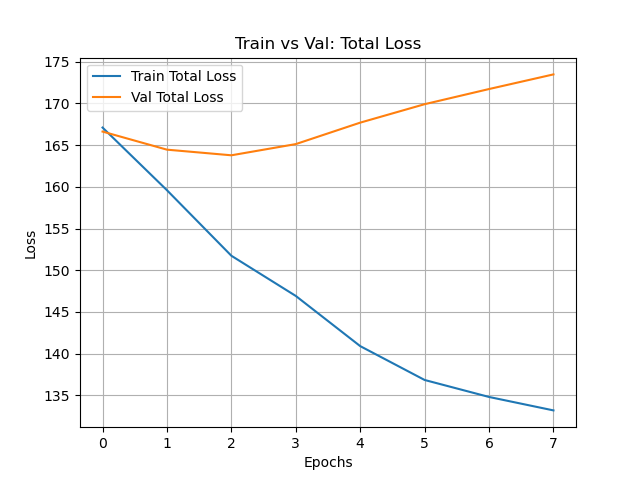 Train vs Val: Total Loss
Train Total Loss
Val Total Loss
175
170
165
160
155
150
145
140
135
Loss
0 1 2 3 4 5 6 7
Epochs